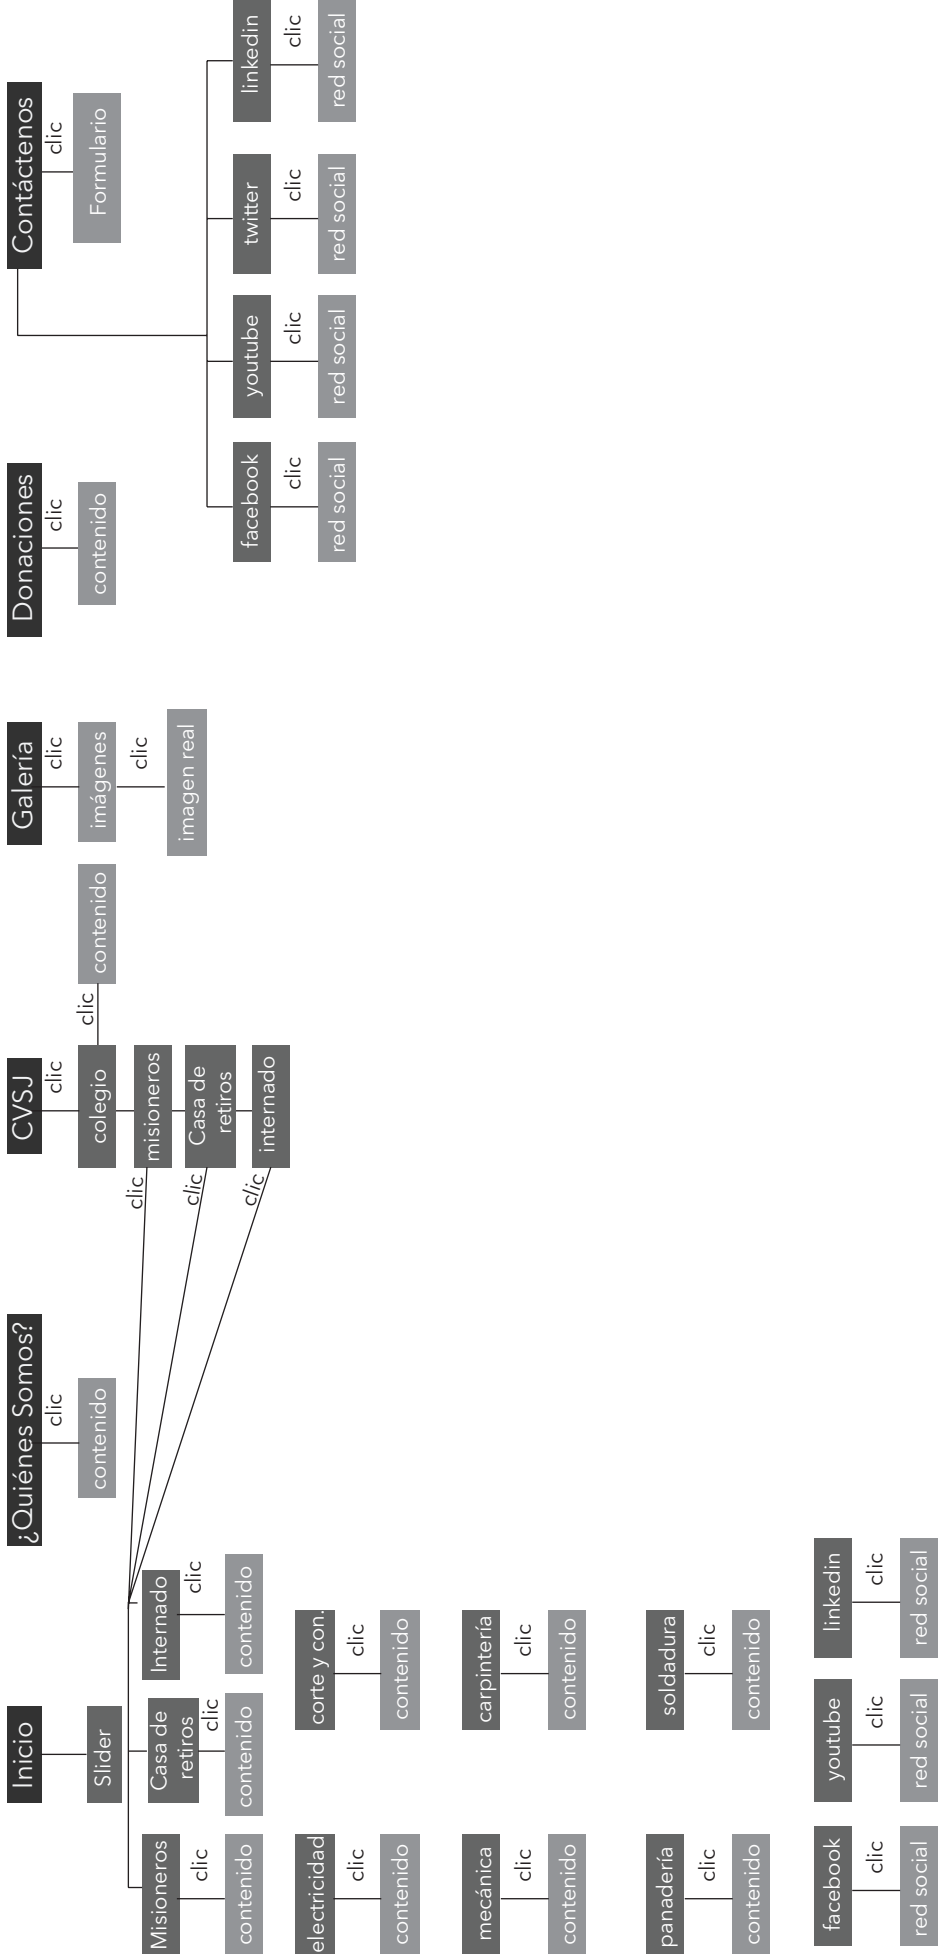 Inicio
Slider
Misioneros
clic
contenido
Casa de
retiros
clic
contenido
Internado
clic
contenido
electricidad
clic
contenido
corte y con.
clic
contenido
mecánica
clic
contenido
carpintería
clic
contenido
panadería
clic
contenido
soldadura
clic
contenido
facebook
clic
red social
youtube
clic
red social
linkedin
clic
red social
¿Quiénes Somos?
clic
contenido
CVSJ
clic
colegio
clic
contenido
misioneros
clic
Casa de
retiros
clic
internado
clic
Galería
clic
imágenes
clic
imagen real
Donaciones
clic
contenido
Contáctenos
clic
Formulario
facebook
clic
red social
youtube
clic
red social
twitter
clic
red social
linkedin
clic
red social